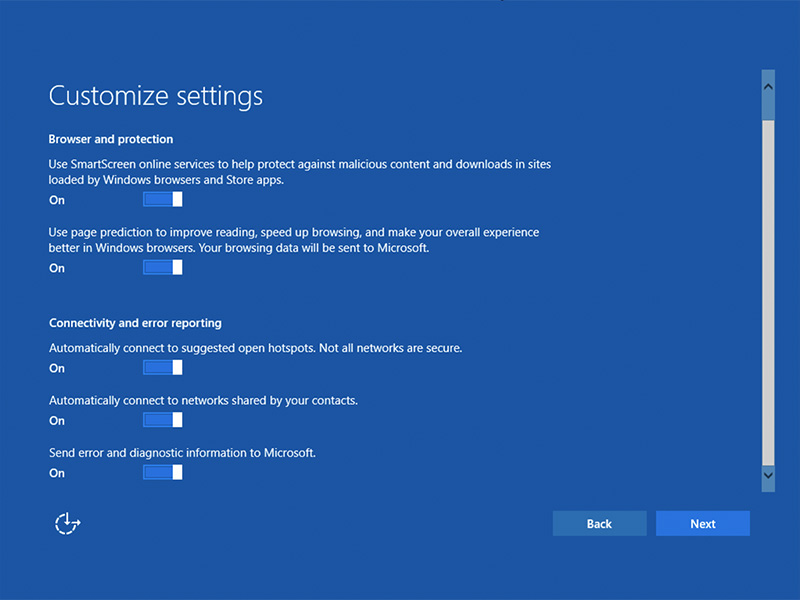 Customize settings
Browser and protection
Use SmartScreen online services to help protect against malicious content and downloads in sites
loaded by Windows browsers and Store apps.
On
Use page prediction to improve reading, speed up browsing, and make your overall experience
better in Windows browsers. Your browsing data will be sent to Microsoft.
On
Connectivity and error reporting
Automatically connect to suggested open hotspots. Not all networks are secure.
On
Automatically connect to networks shared by your contacts.
On
Send error and diagnostic information to Microsoft.
On
Back Next